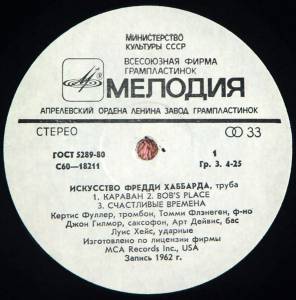 МИНИСТЕРСТВО
КУЛЬТУРЫ СССР
ВСЕСОЮЗНАЯ ФИРМА
ГРАМПЛАСТИНОК
МЕЛОДИЯ
АПРЕЛЕВСКИЙ ОРДЕНА ЛЕНИНА ЗАВОД ГРАМПЛАСТИНОК
СТЕРЕО 33
ГОСТ 5289-80 1
С60—18211 Гр. 3. 4-25
ИСКУССТВО ФРЕДДИ ХАББАРДА, труба
1. КАРАВАН 2. BOB'S PLACE
3. СЧАСТЛИВЫЕ ВРЕМЕНА
Кертис Фуллер, тромбон, Томми Флэнеген, ф-но
Джон Гилмор, саксофон, Арт Дейвис, бас
Луис Хейс, ударные
Изготовлено по лицензии фирмы
MCA Records Inc., USA
Запись 1962 г.